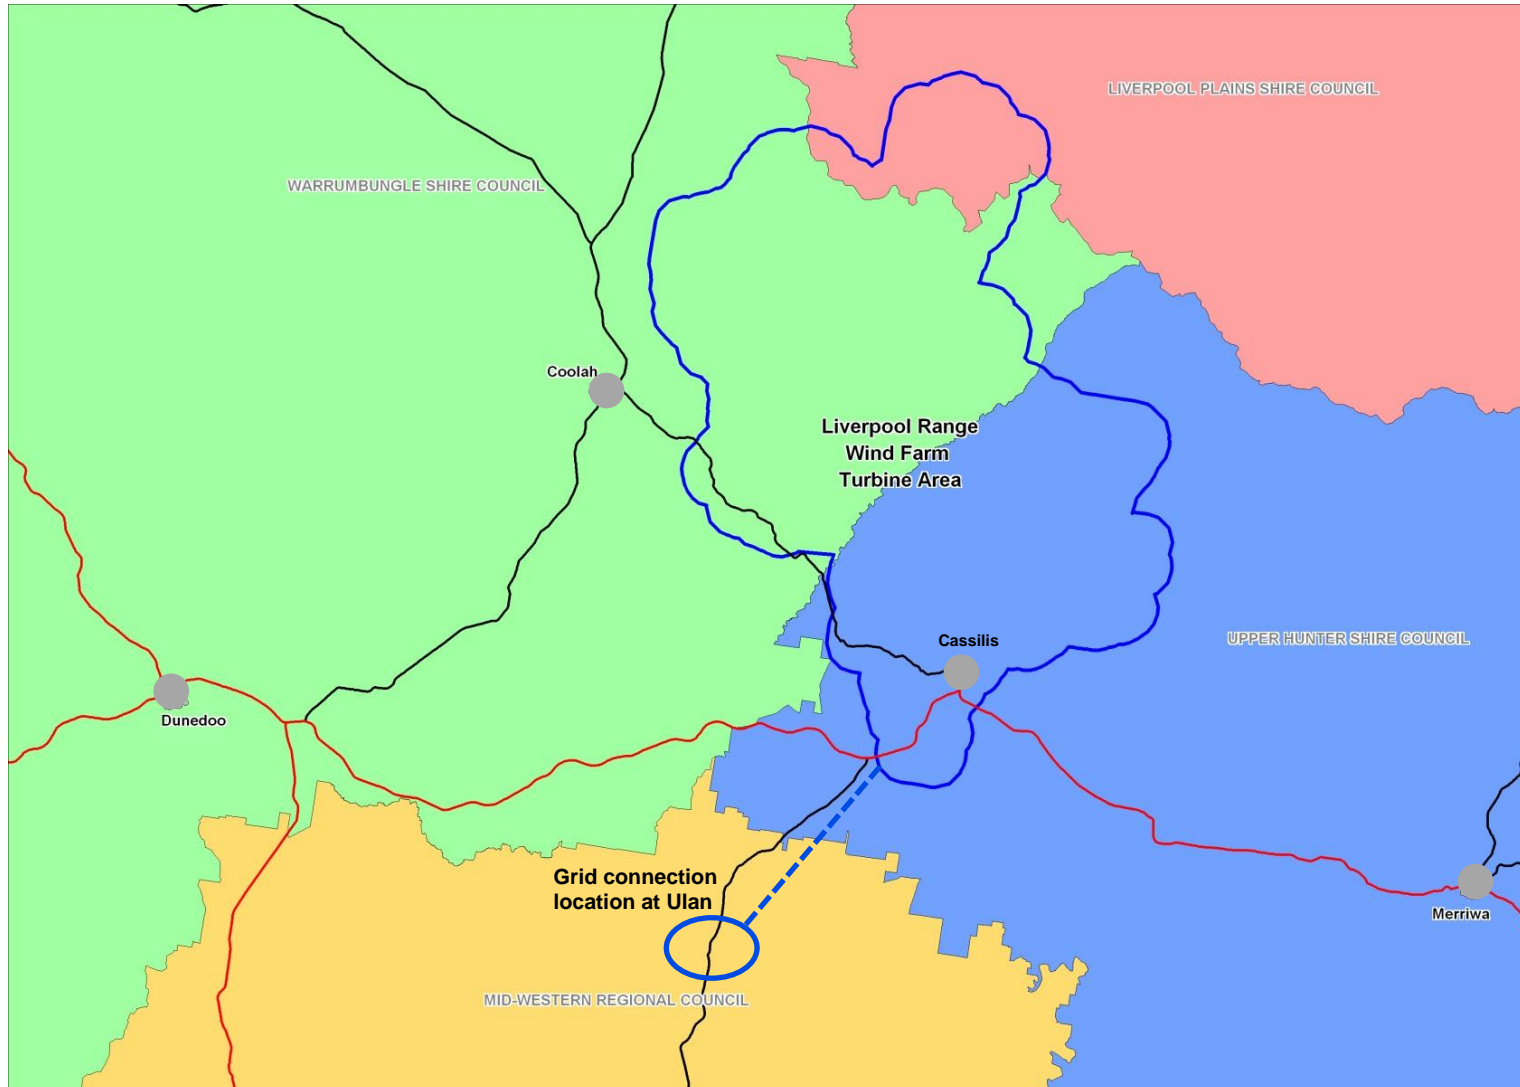 LIVERPOOL PLAINS SHIRE COUNCIL
WARRUMBUNGLE SHIRE COUNCIL
Coolah
Liverpool Range
Wind Farm
Turbine Area
Cassilis
UPPER HUNTER SHIRE COUNCIL
Dunedoo
Grid connection
location at Ulan
Merriwa
MID-WESTERN REGIONAL COUNCIL